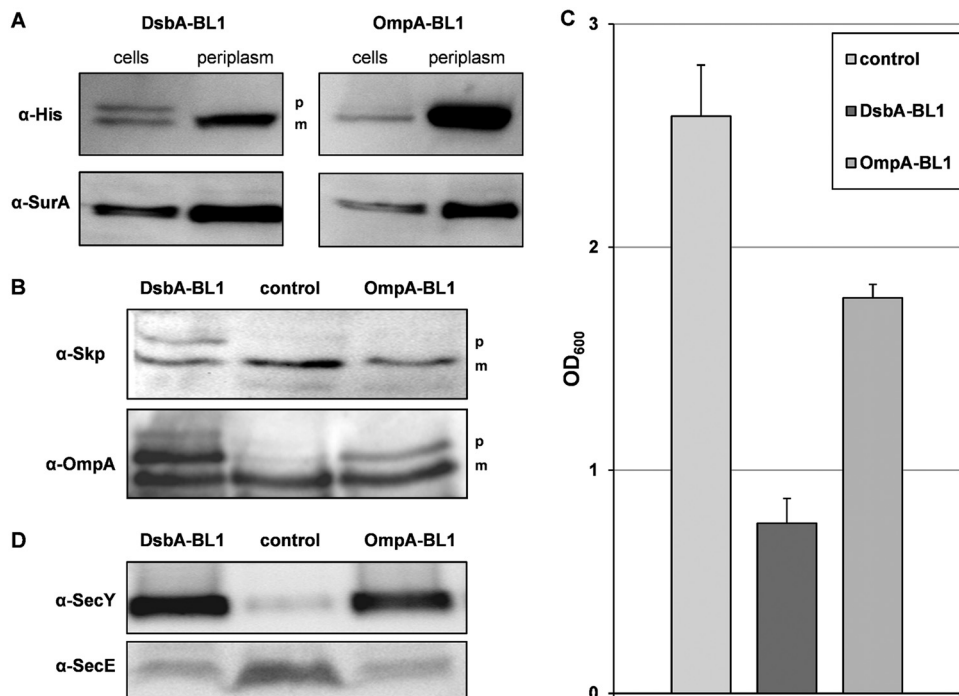 A
DsbA-BL1 OmpA-BL1
cells periplasm cells periplasm
α-His p
m
α-SurA
B
DsbA-BL1 control OmpA-BL1
α-Skp p
m
α-OmpA p
m
D
DsbA-BL1 control OmpA-BL1
α-SecY
α-SecE
C
3
2
1
0
OD600
control
DsbA-BL1
OmpA-BL1